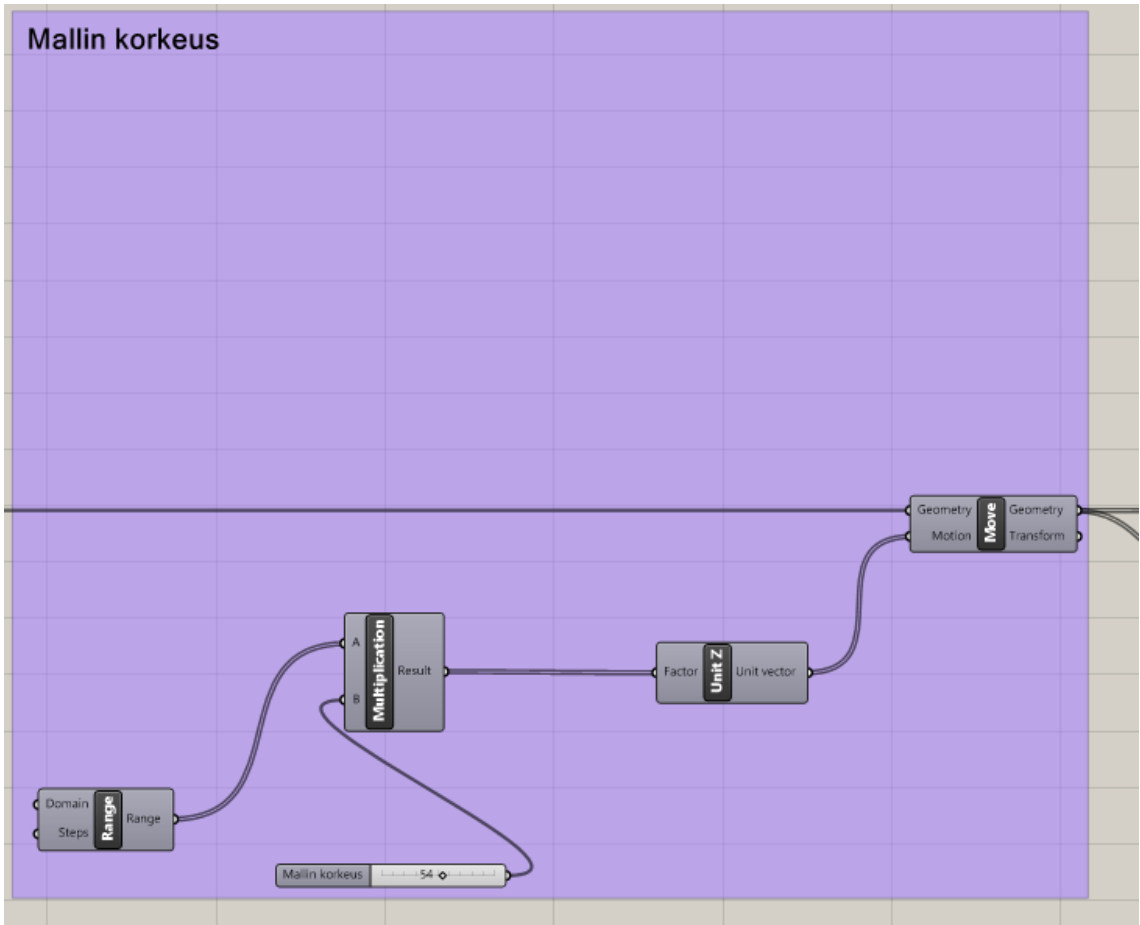 Mallin korkeus
Geometry Move Geometry
Motion Transform
A Multiplication Result
B
Factor Unit Z Unit vector
Domain Range Range
Steps
Mallin korkeus 54